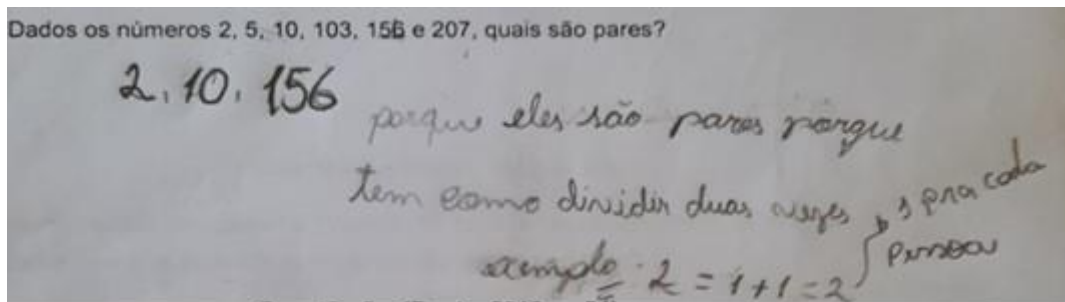 Dados os números 2, 5, 10, 103, 156 e 207, quais são pares?
2, 10, 156
porque eles são pares porque
tem como dividir duas vezes
1 pra cada
pessoa
exemplo 2 = 1+1=2